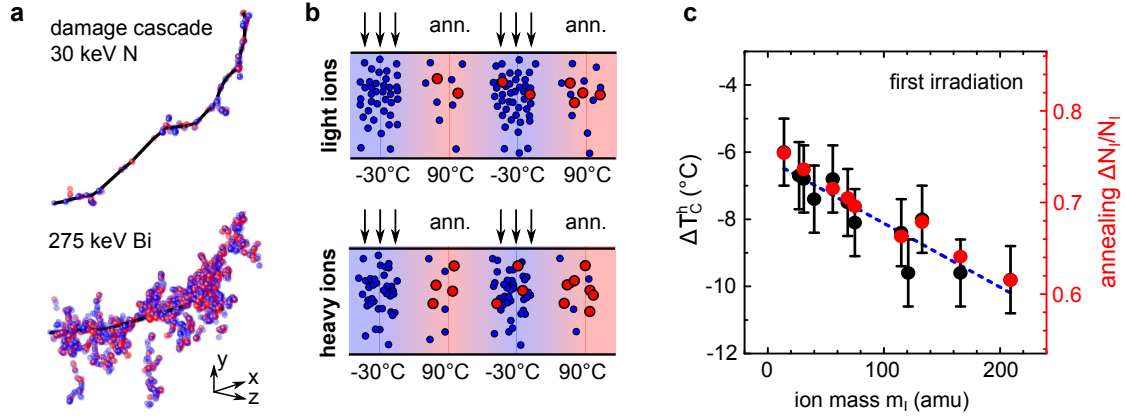 a
damage cascade
30 keV N
275 keV Bi
y
x
z
b
ann. ann.
light ions
-30°C 90°C -30°C 90°C
ann. ann.
heavy ions
-30°C 90°C -30°C 90°C
c
first irradiation
-4
-6
-8
-10
-12
ΔT_C^h (°C)
0.8
0.7
0.6
annealing ΔN_I/N_I
0 100 200
ion mass m_I (amu)